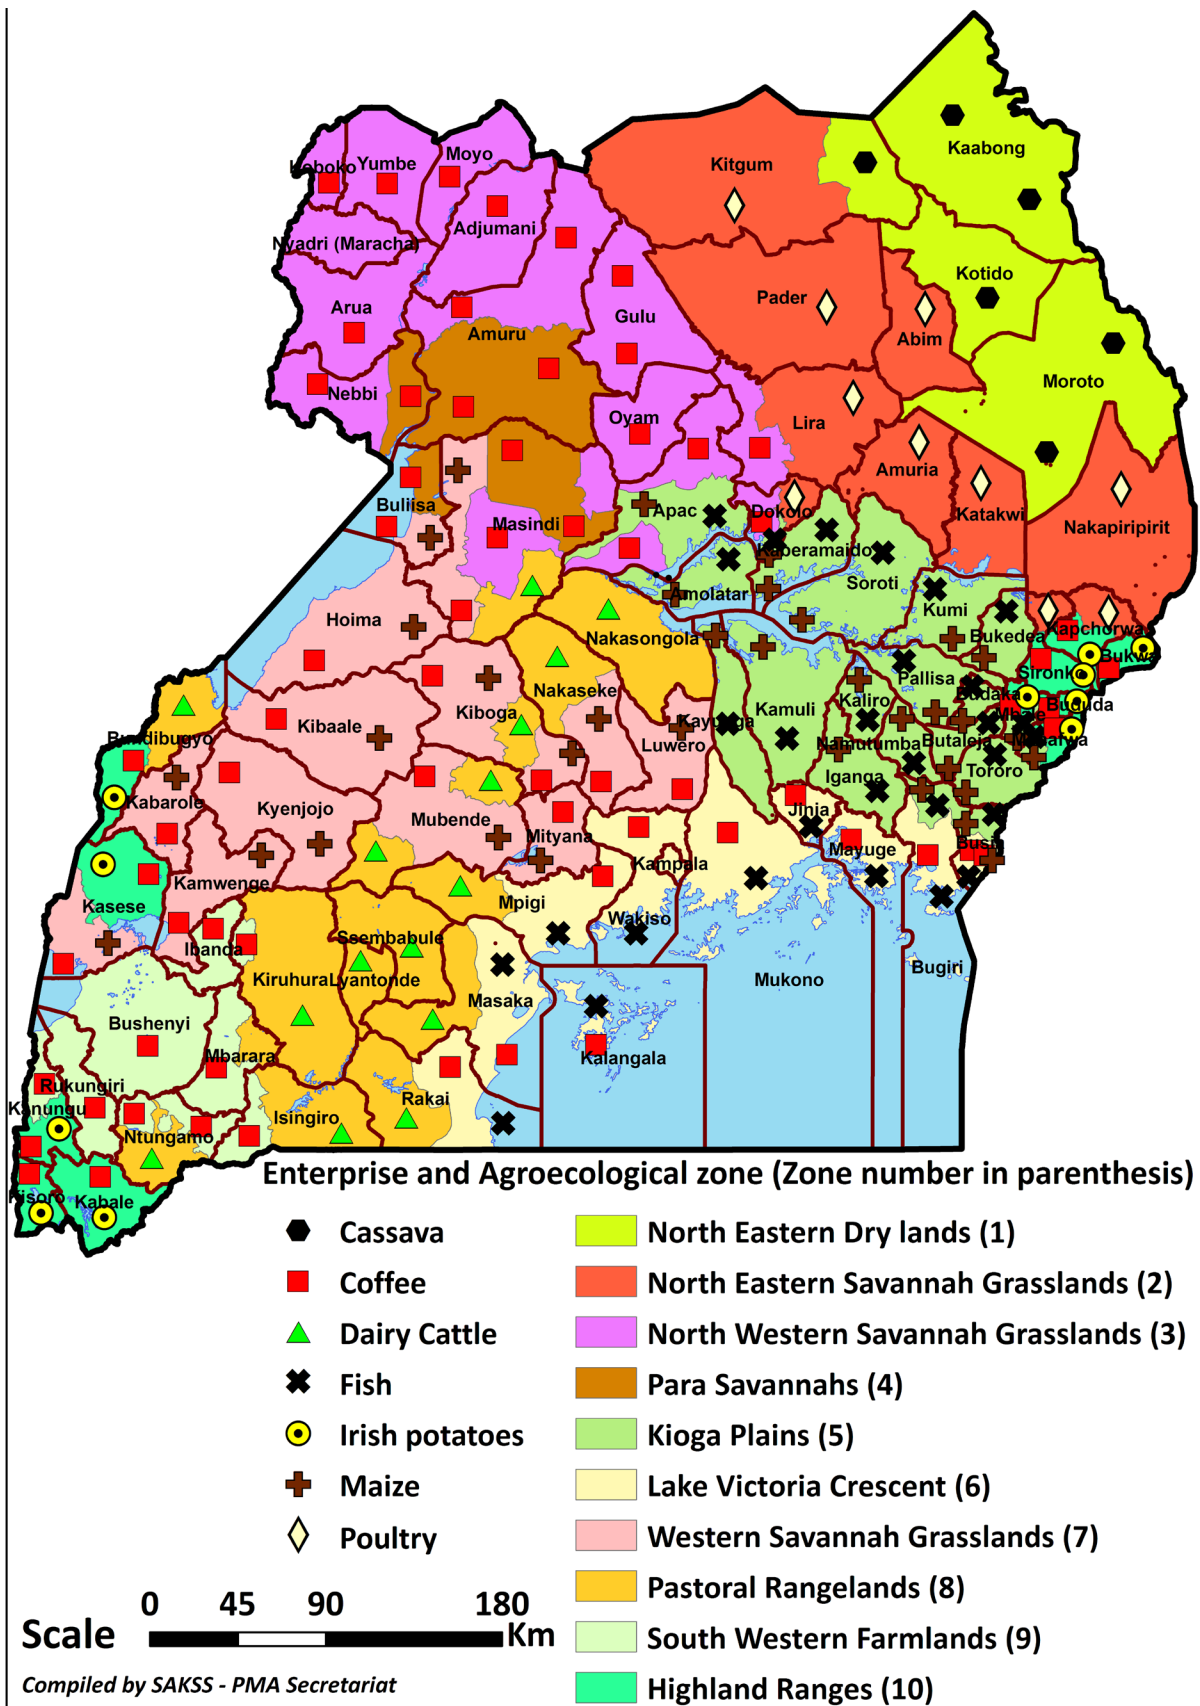 Kaabong
Koboko
Yumbe
Moyo
Kitgum
Adjumani
Nyadri (Maracha)
Kotido
Arua
Pader
Gulu
Amuru
Abim
Moroto
Nebbi
Oyam
Lira
Amuria
Buliisa
Masindi
Apac
Dokolo
Katakwi
Nakapiripirit
Kaberamaido
Soroti
Amolatar
Kumi
Hoima
Nakasongola
Bukedea
Kapchorwa
Bukwa
Sironko
Nakaseke
Pallisa
Kaliro
Kiboga
Kamuli
Budaka
Bududa
Kibaale
Kayunga
Mbale
Bundibugyo
Luwero
Namutumba
Butaleja
Manafwa
Iganga
Tororo
Kabarole
Kyenjojo
Mubende
Mityana
Jinja
Mayuge
Busia
Kampala
Kamwenge
Kasese
Mpigi
Wakiso
Ibanda
Ssembabule
Kiruhura
Lyantonde
Mukono
Bugiri
Masaka
Bushenyi
Mbarara
Kalangala
Rukungiri
Kanungu
Isingiro
Rakai
Ntungamo
Kisoro
Kabale
Enterprise and Agroecological zone (Zone number in parenthesis)
Cassava
Coffee
Dairy Cattle
Fish
Irish potatoes
Maize
Poultry
North Eastern Dry lands (1)
North Eastern Savannah Grasslands (2)
North Western Savannah Grasslands (3)
Para Savannahs (4)
Kioga Plains (5)
Lake Victoria Crescent (6)
Western Savannah Grasslands (7)
Pastoral Rangelands (8)
South Western Farmlands (9)
Highland Ranges (10)
0 45 90 180
Scale Km
Compiled by SAKSS - PMA Secretariat